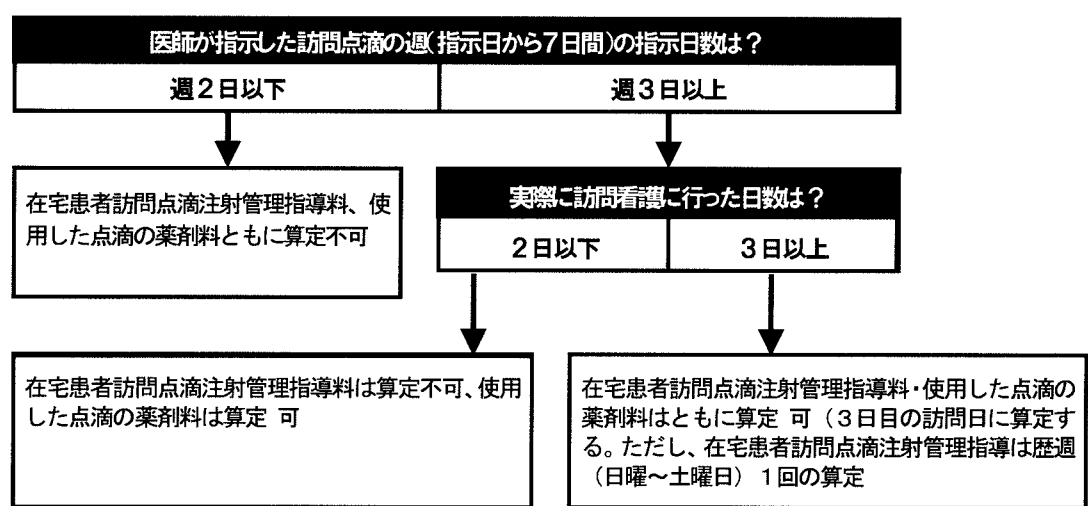 医師が指示した訪問点滴の週(指示日から7日間)の指示日数は？
週2日以下
週3日以上
在宅患者訪問点滴注射管理指導料、使
用した点滴の薬剤料ともに算定不可
実際に訪問看護に行った日数は？
2日以下
3日以上
在宅患者訪問点滴注射管理指導料は算定不可、使用
した点滴の薬剤料は算定 可
在宅患者訪問点滴注射管理指導料・使用した点滴の
薬剤料はともに算定 可（3日目の訪問日に算定す
る。ただし、在宅患者訪問点滴注射管理指導は歴週
（日曜～土曜日）1回の算定